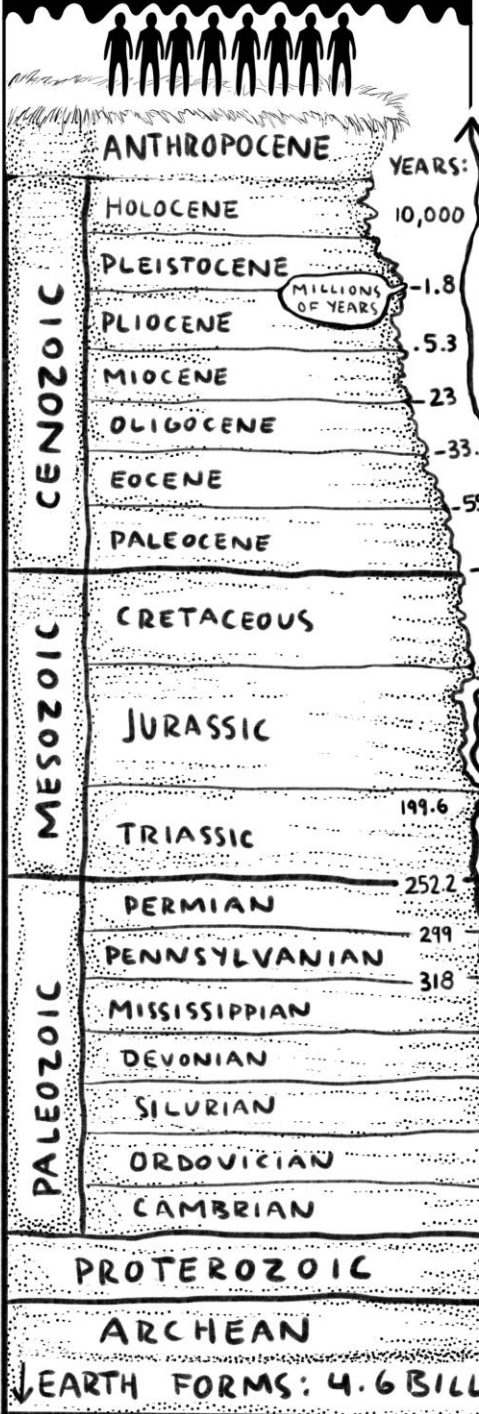 ANTHROPOCENE
YEARS:
HOLOCENE
10,000
PLEISTOCENE
MILLIONS
OF YEARS
-1.8
PLIOCENE
.5.3
MIOCENE
-23
OLIGOCENE
-33.
EOCENE
PALEOCENE
CENOZOIC
CRETACEOUS
JURASSIC
199.6
TRIASSIC
MESOZOIC
252.2
PERMIAN
299
PENNSYLVANIAN
318
MISSISSIPPIAN
DEVONIAN
SILURIAN
ORDOVICIAN
CAMBRIAN
PALEOZOIC
PROTEROZOIC
ARCHEAN
↓EARTH FORMS: 4.6 BILL